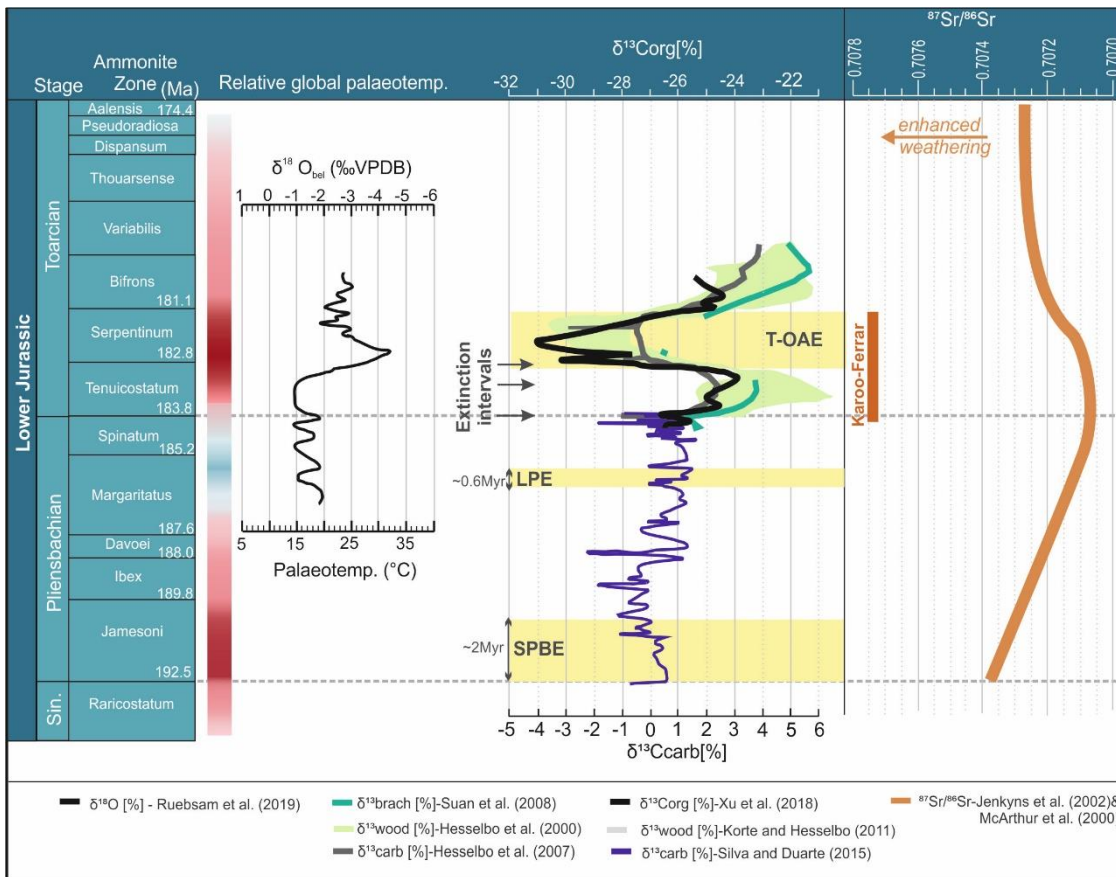 Stage
Ammonite
Zone (Ma)
Relative global palaeotemp.
δ¹³Corg[%]
-32 -30 -28 -26 -24 -22
⁸⁷Sr/⁸⁶Sr
0.7078
0.7076
0.7074
0.7072
0.7070
Lower Jurassic
Toarcian
Pliensbachian
Sin.
Aalensis 174.4
Pseudoradiosa
Dispansum
Thouarsense
Variabilis
Bifrons
181.1
Serpentinum
182.8
Tenuicostatum
183.8
Spinatum
185.2
Margaritatus
187.6
Davoei
188.0
Ibex
189.8
Jamesoni
192.5
Raricostatum
δ¹⁸ O_bel (‰VPDB)
1 0 -1 -2 -3 -4 -5 -6
5 15 25 35
Palaeotemp. (°C)
Extinction
intervals
T-OAE
~0.6Myr
LPE
~2Myr
SPBE
-5 -4 -3 -2 -1 0 1 2 3 4 5 6
δ¹³Ccarb[%]
Karoo-Ferrar
enhanced
weathering
δ¹⁸O [%] - Ruebsam et al. (2019)
δ¹³brach [%]-Suan et al. (2008)
δ¹³wood [%]-Hesselbo et al. (2000)
δ¹³carb [%]-Hesselbo et al. (2007)
δ¹³Corg [%]-Xu et al. (2018)
δ¹³wood [%]-Korte and Hesselbo (2011)
δ¹³carb [%]-Silva and Duarte (2015)
⁸⁷Sr/⁸⁶Sr-Jenkyns et al. (2002)&
McArthur et al. (2000)